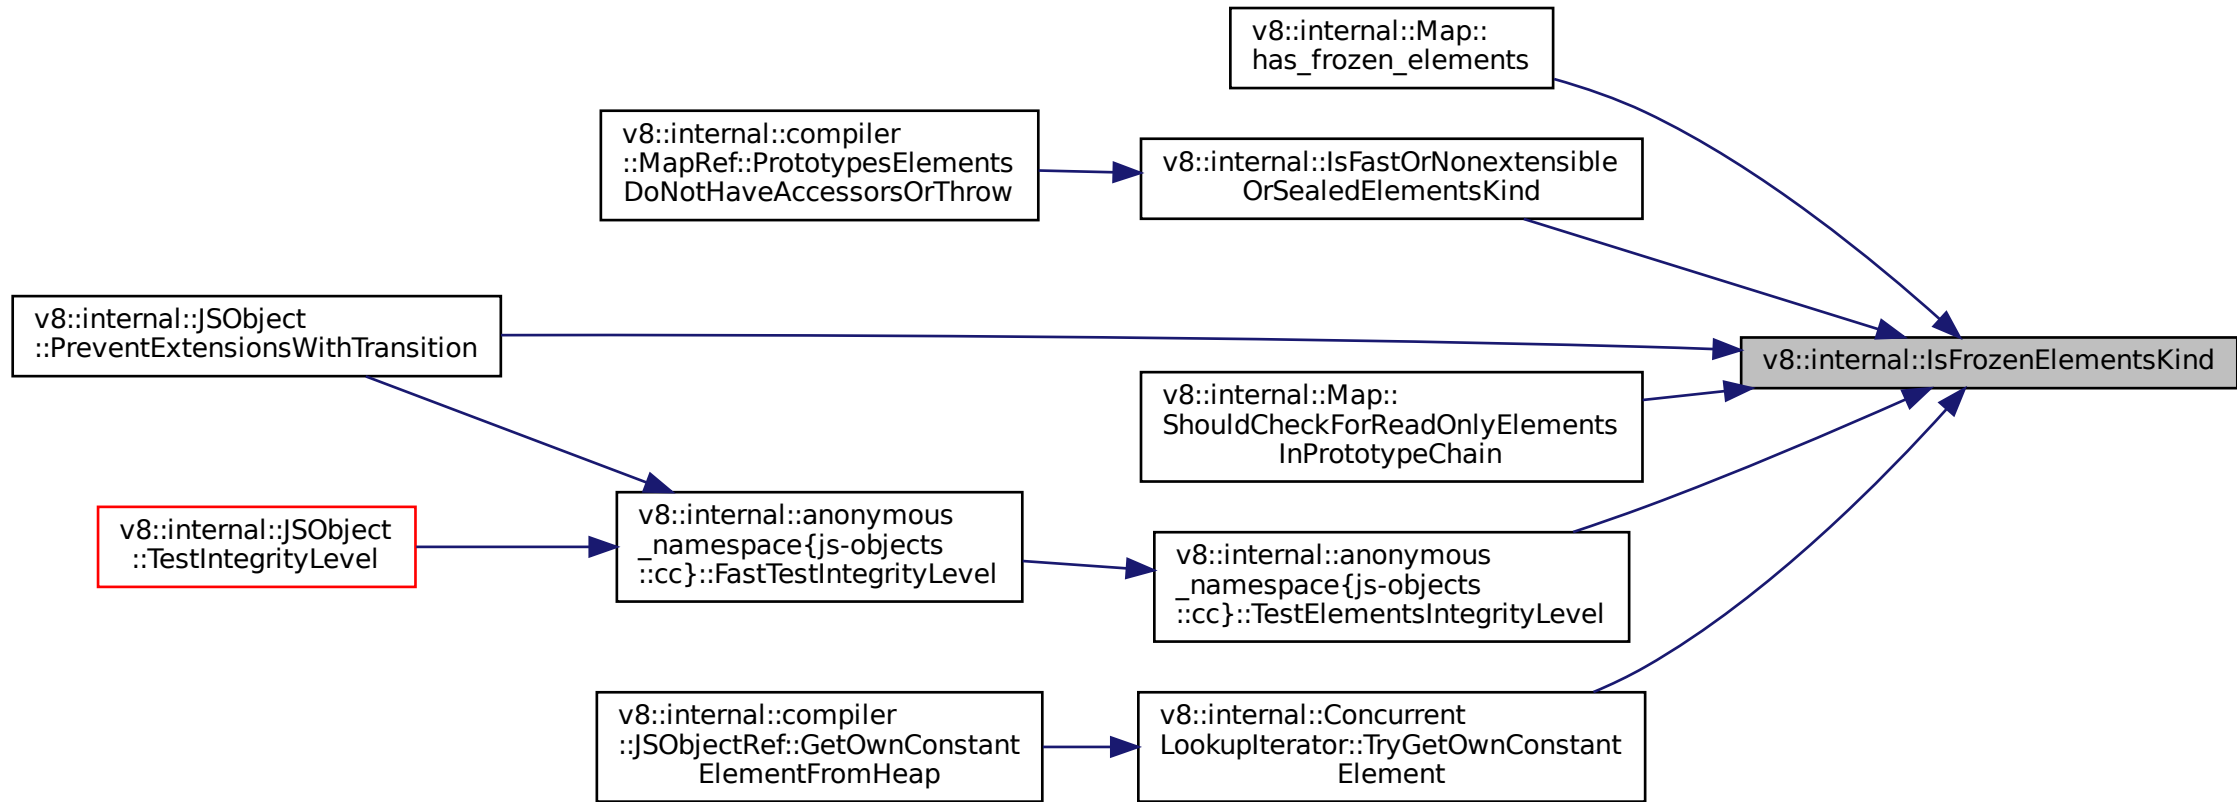 v8::internal::Map::
has_frozen_elements
v8::internal::compiler
::MapRef::PrototypesElements
DoNotHaveAccessorsOrThrow
v8::internal::IsFastOrNonextensible
OrSealedElementsKind
v8::internal::JSObject
::PreventExtensionsWithTransition
v8::internal::IsFrozenElementsKind
v8::internal::Map::
ShouldCheckForReadOnlyElements
InPrototypeChain
v8::internal::JSObject
::TestIntegrityLevel
v8::internal::anonymous
_namespace{js-objects
::cc}::FastTestIntegrityLevel
v8::internal::anonymous
_namespace{js-objects
::cc}::TestElementsIntegrityLevel
v8::internal::compiler
::JSObjectRef::GetOwnConstant
ElementFromHeap
v8::internal::Concurrent
LookupIterator::TryGetOwnConstant
Element